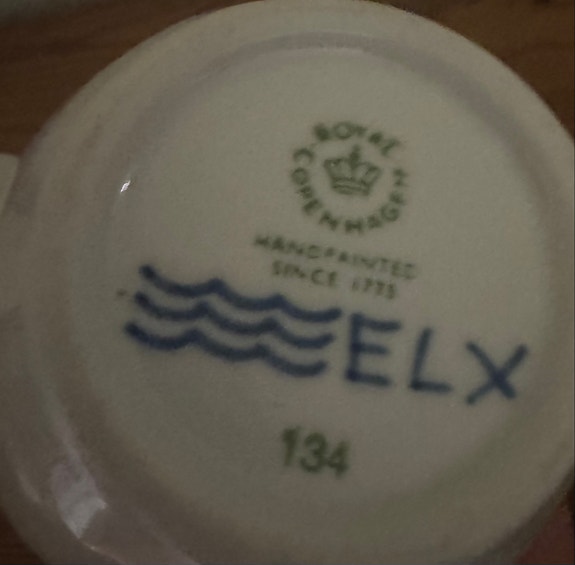 ROYAL COPENHAGEN
HANDPAINTED
SINCE 1775
ELX
134